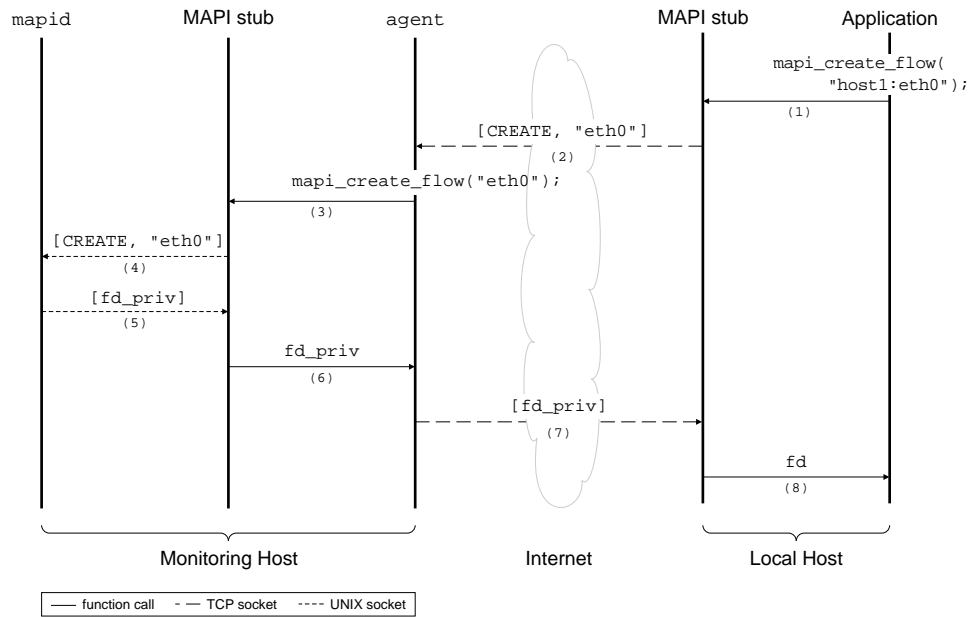 mapid
MAPI stub
agent
MAPI stub
Application
mapi_create_flow(
"host1:eth0");
(1)
[CREATE, "eth0"]
(2)
mapi_create_flow("eth0");
(3)
[CREATE, "eth0"]
(4)
[fd_priv]
(5)
fd_priv
(6)
[fd_priv]
(7)
fd
(8)
Monitoring Host
Internet
Local Host
function call
TCP socket
UNIX socket